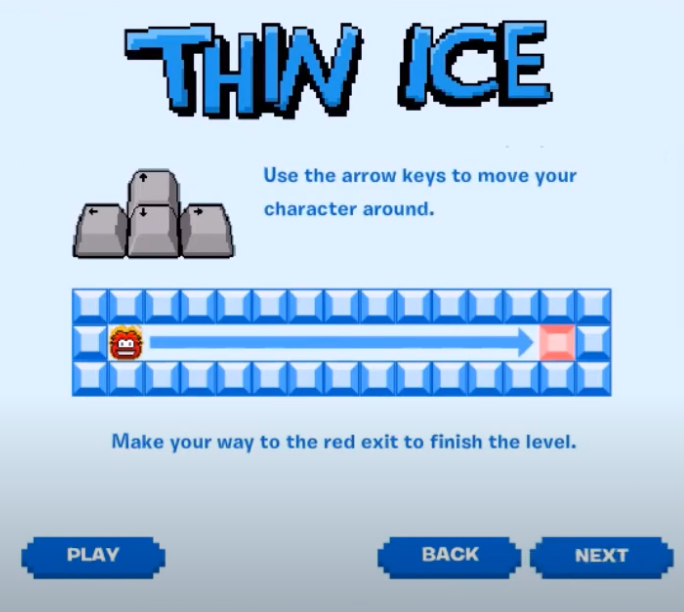 THIN ICE
Use the arrow keys to move your
character around.
Make your way to the red exit to finish the level.
PLAY
BACK
NEXT